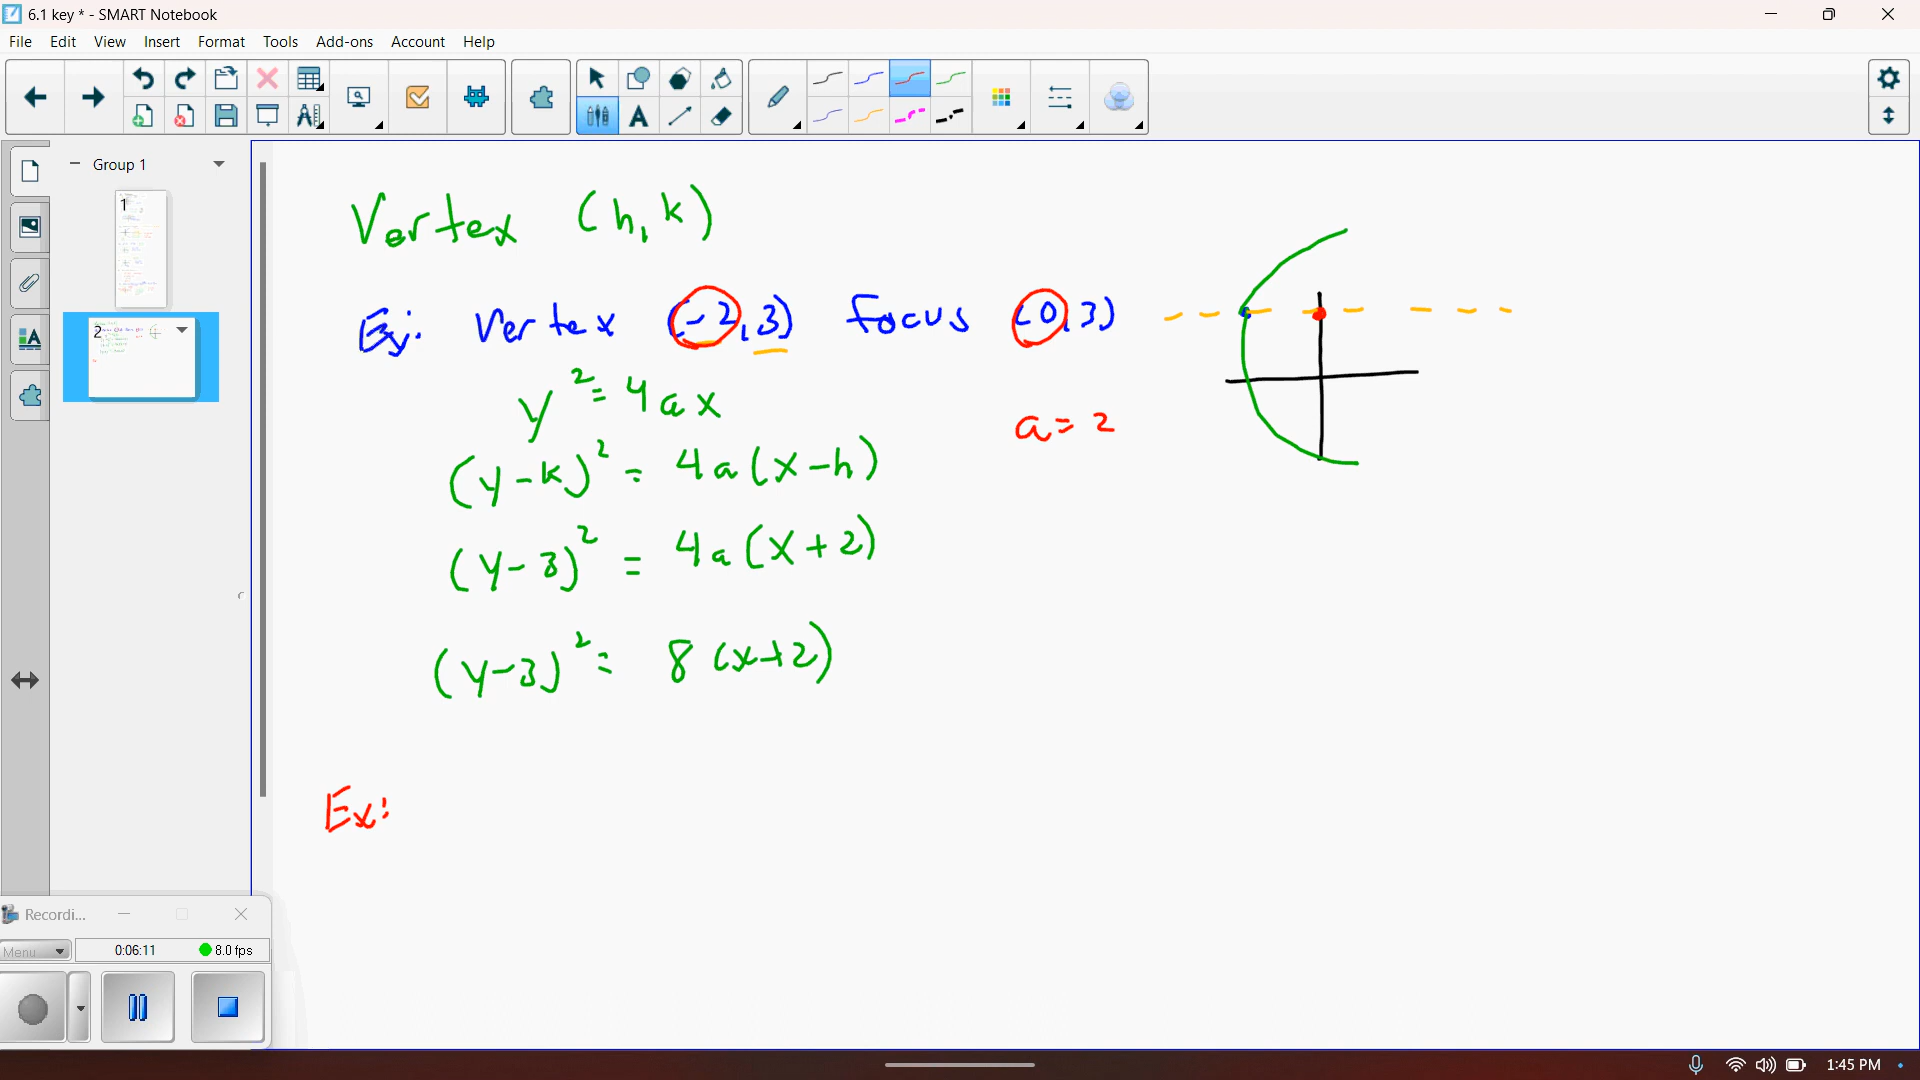 6.1 key * - SMART Notebook
File Edit View Insert Format Tools Add-ons Account Help
Group 1
1
2
Vertex (h, k)
Ex: Vertex (-2, 3) Focus (0, 3)
y² = 4ax
a = 2
(y-k)² = 4a(x-h)
(y-3)² = 4a(x+2)
(y-3)² = 8(x+2)
Ex:
Recordi...
Menu 0:06:11 8.0 fps
1:45 PM